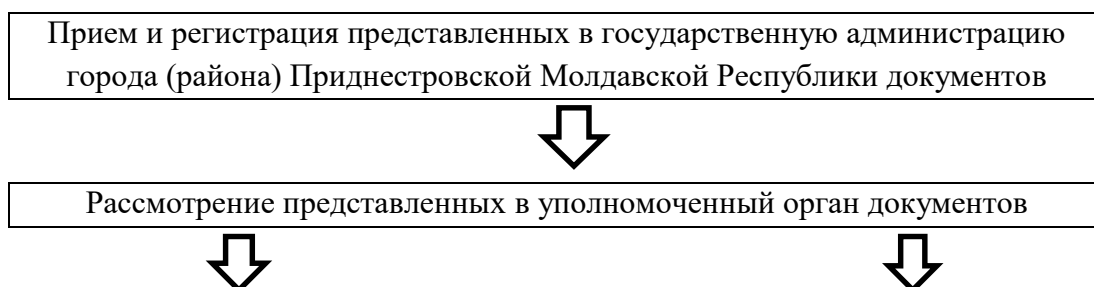 Прием и регистрация представленных в государственную администрацию
города (района) Приднестровской Молдавской Республики документов
Рассмотрение представленных в уполномоченный орган документов